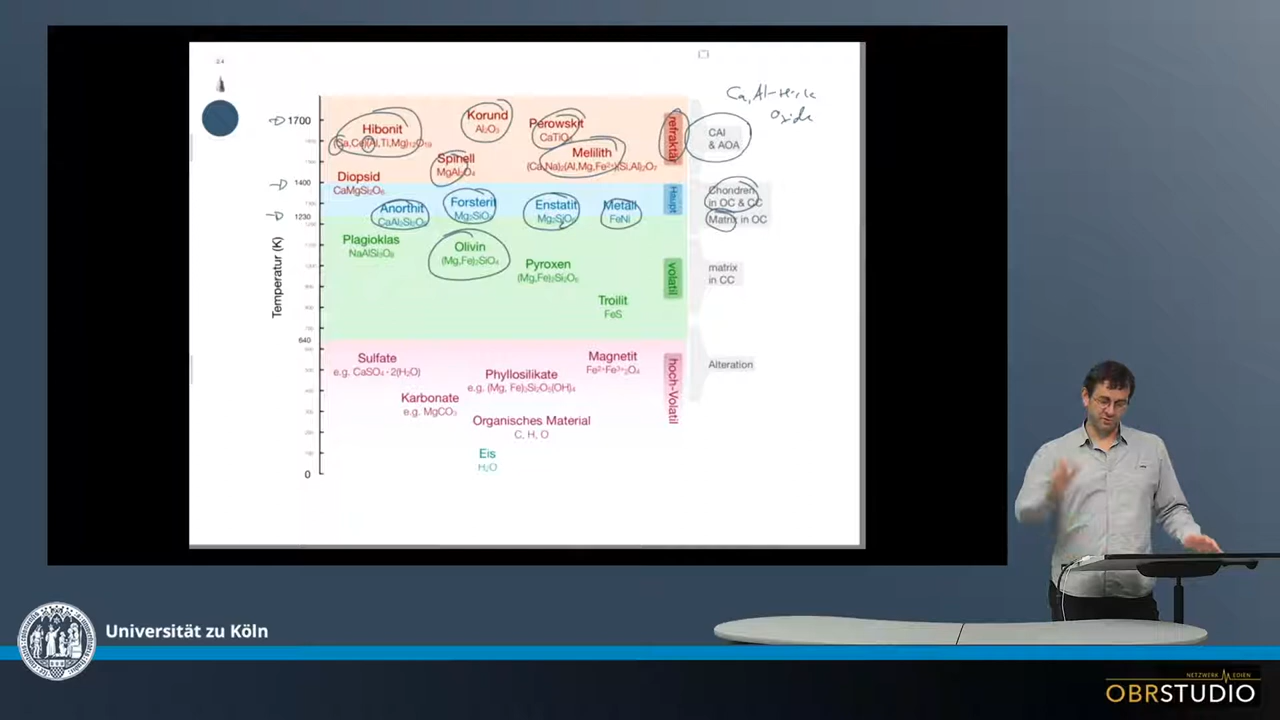 Ca, Al-reiche
Oxide
Temperatur (K)
1700
1400
1230
640
0
Hibonit
(Ca,Ce)(Al,Ti,Mg)₁₂O₁₉
Korund
Al₂O₃
Perowskit
CaTiO₃
Spinell
MgAl₂O₄
Melilith
(Ca,Na)₂(Al,Mg,Fe²⁺)(Si,Al)₂O₇
Diopsid
CaMgSi₂O₆
refraktär
CAI
& AOA
Anorthit
CaAl₂Si₂O₈
Forsterit
Mg₂SiO₄
Enstatit
Mg₂Si₂O₆
Metall
FeNi
Haupt
Chondren
in OC & CC
Matrix in OC
Plagioklas
NaAlSi₃O₈
Olivin
(Mg,Fe)₂SiO₄
Pyroxen
(Mg,Fe)₂Si₂O₆
Troilit
FeS
volatil
matrix
in CC
Sulfate
e.g. CaSO₄ · 2(H₂O)
Phyllosilikate
e.g. (Mg, Fe)₃Si₂O₅(OH)₄
Magnetit
Fe²⁺Fe³⁺₂O₄
Karbonate
e.g. MgCO₃
Organisches Material
C, H, O
Eis
H₂O
hoch-Volatil
Alteration
Universität zu Köln
OBRSTUDIO